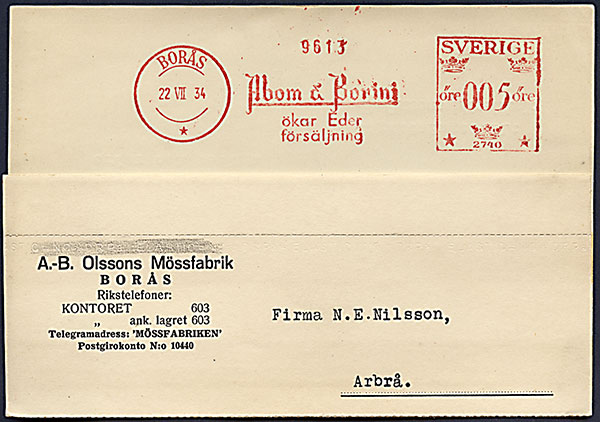 9613
BORÅS
22 VII 34
Abom & Borini
ökar Eder
försäljning
SVERIGE
öre 005 öre
2740
A.-B. Olssons Mössfabrik
BORÅS
Rikstelefoner:
KONTORET 603
„ ank. lagret 603
Telegramadress: 'MÖSSFABRIKEN'
Postgirokonto N:o 10440
Firma N.E.Nilsson,
Arbrå.